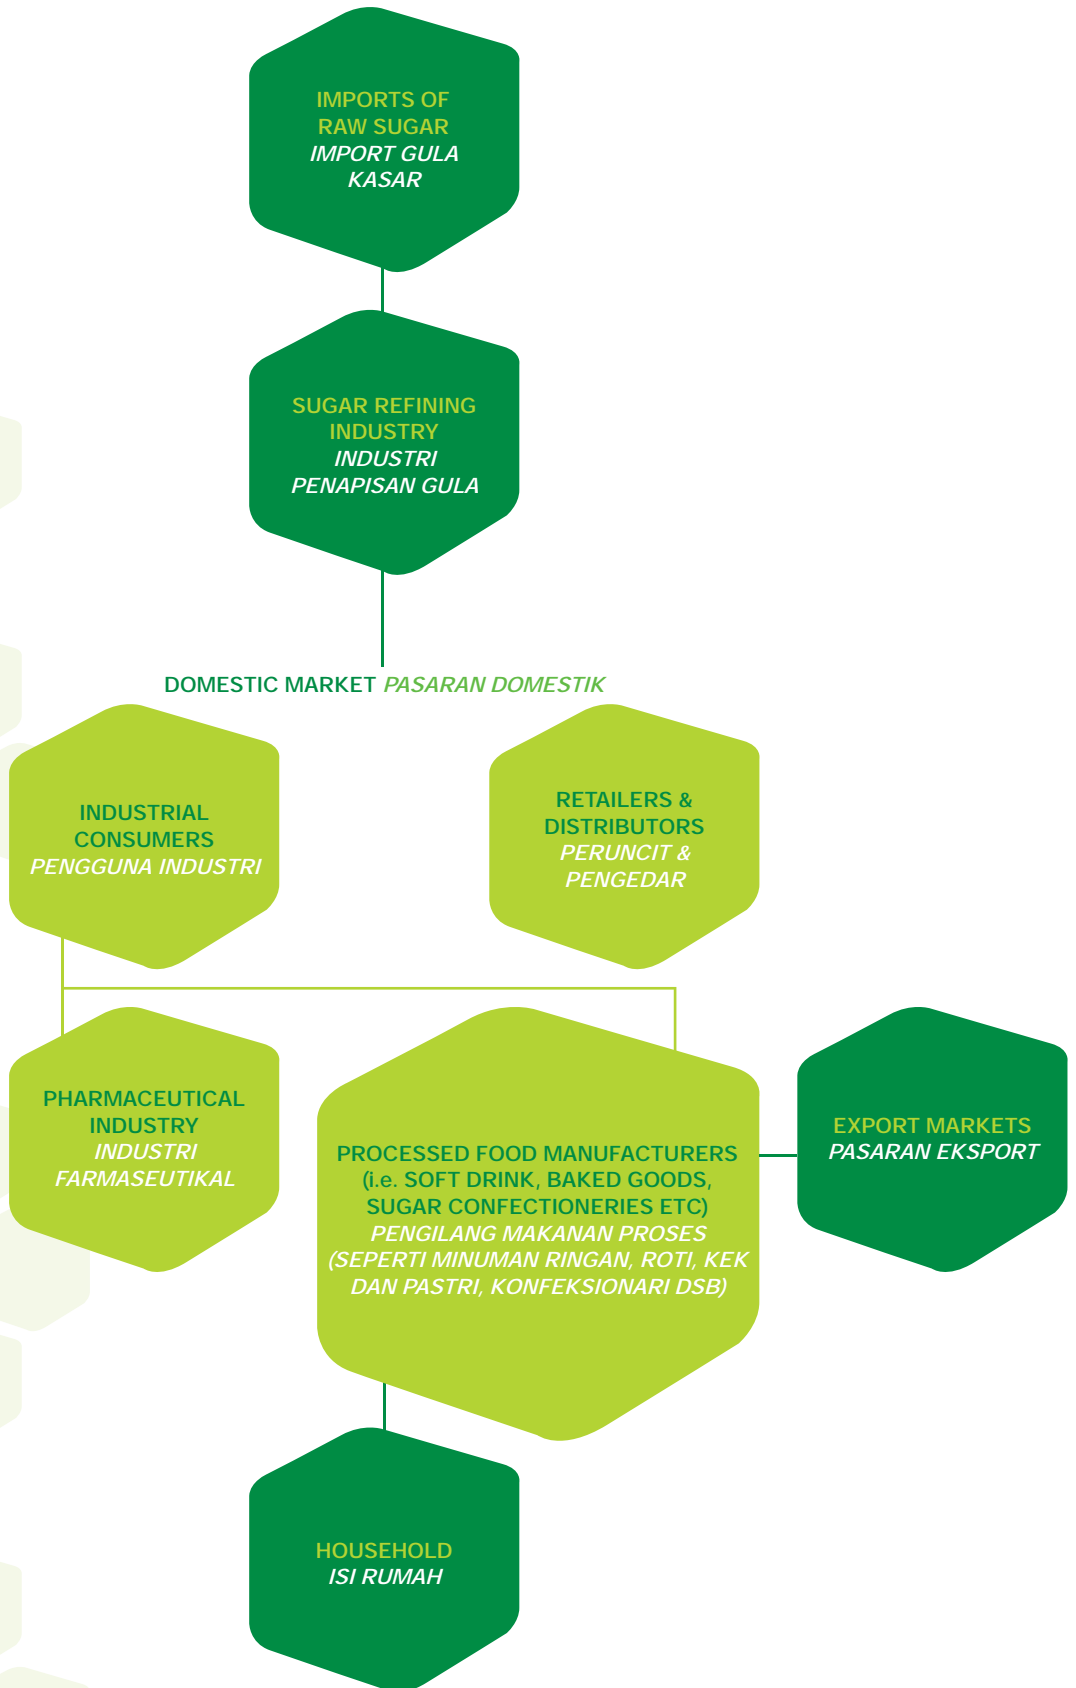 IMPORTS OF
RAW SUGAR
IMPORT GULA
KASAR
SUGAR REFINING
INDUSTRY
INDUSTRI
PENAPISAN GULA
DOMESTIC MARKET PASARAN DOMESTIK
INDUSTRIAL
CONSUMERS
PENGGUNA INDUSTRI
RETAILERS &
DISTRIBUTORS
PERUNCIT &
PENGEDAR
PHARMACEUTICAL
INDUSTRY
INDUSTRI
FARMASEUTIKAL
PROCESSED FOOD MANUFACTURERS
(i.e. SOFT DRINK, BAKED GOODS,
SUGAR CONFECTIONERIES ETC)
PENGILANG MAKANAN PROSES
(SEPERTI MINUMAN RINGAN, ROTI, KEK
DAN PASTRI, KONFEKSIONARI DSB)
EXPORT MARKETS
PASARAN EKSPORT
HOUSEHOLD
ISI RUMAH